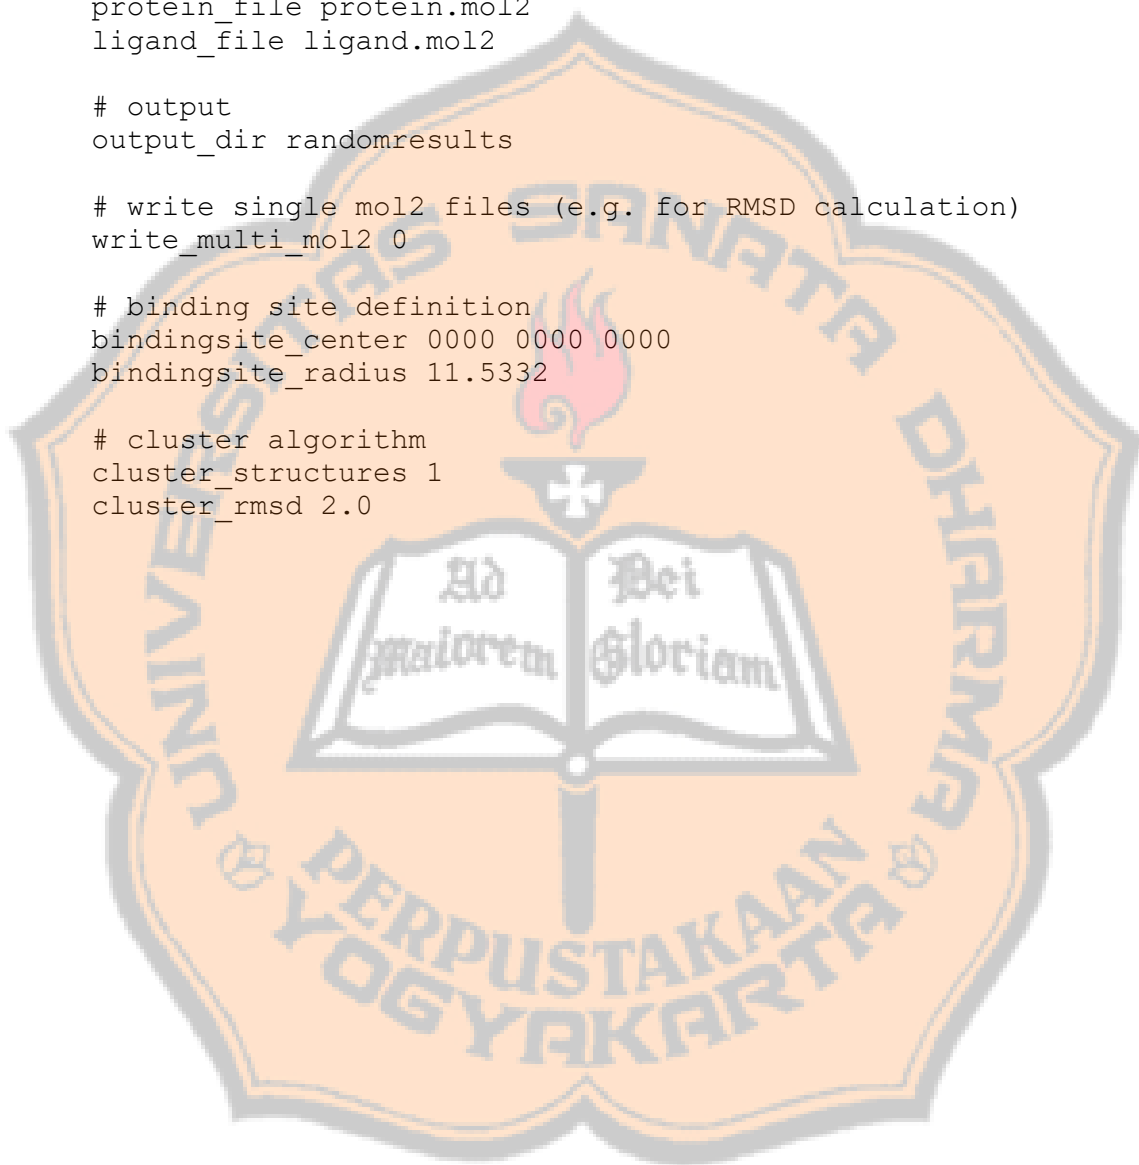 protein_file protein.mol2
ligand_file ligand.mol2
# output
output_dir randomresults
# write single mol2 files (e.g. for RMSD calculation)
write_multi_mol2 0
# binding site definition
bindingsite_center 0000 0000 0000
bindingsite_radius 11.5332
# cluster algorithm
cluster_structures 1
cluster_rmsd 2.0
UNIVERSITAS SANATA DHARMA
Ad Dei
Maiorem Gloriam
PERPUSTAKAAN
YOGYAKARTA